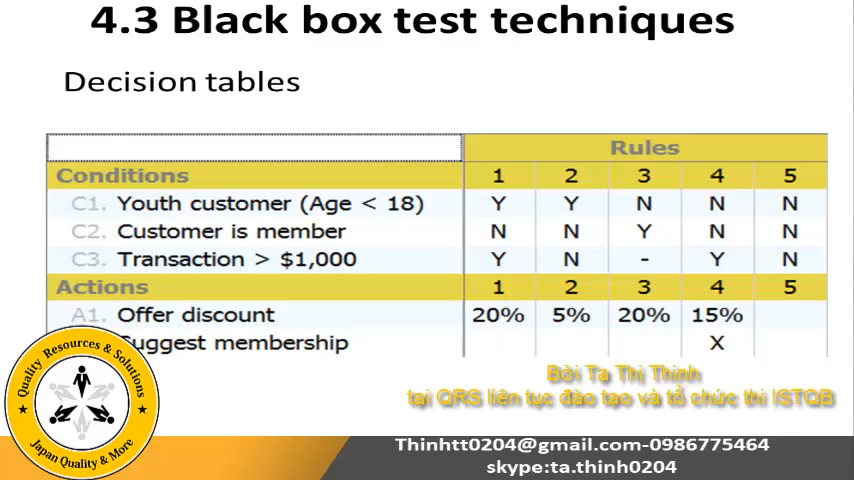 4.3 Black box test techniques
Decision tables
Rules
Conditions 1 2 3 4 5
C1. Youth customer (Age < 18) Y Y N N N
C2. Customer is member N N Y N N
C3. Transaction > $1,000 Y N - Y N
Actions 1 2 3 4 5
A1. Offer discount 20% 5% 20% 15%
Suggest membership X
Quality Resources & Solutions
Japan Quality & More
Bởi Tạ Thị Thinh
tại QRS liên tục đào tạo và tổ chức thi ISTQB
Thinhtt0204@gmail.com-0986775464
skype:ta.thinh0204